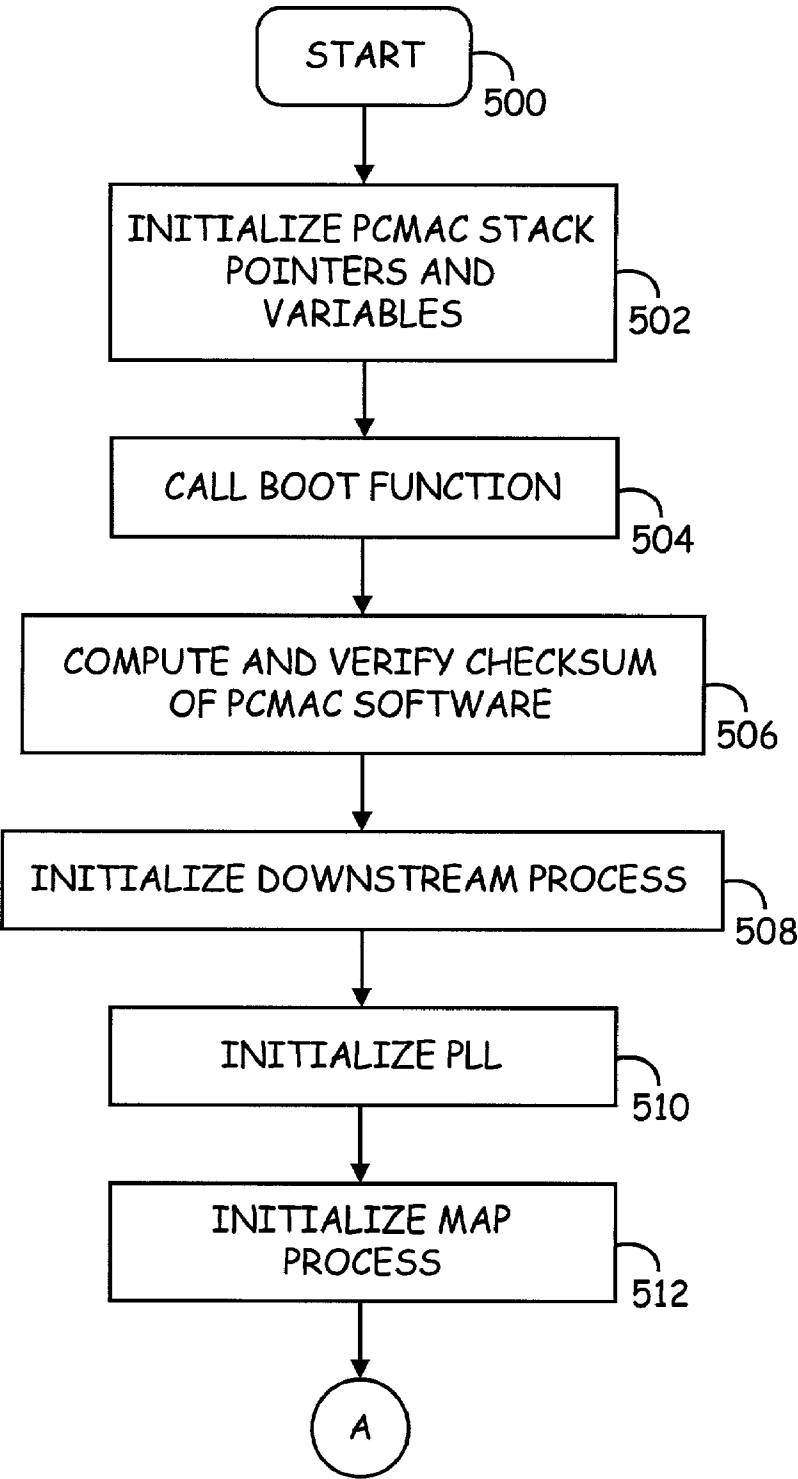 START
500
INITIALIZE PCMAC STACK
POINTERS AND
VARIABLES
502
CALL BOOT FUNCTION
504
COMPUTE AND VERIFY CHECKSUM
OF PCMAC SOFTWARE
506
INITIALIZE DOWNSTREAM PROCESS
508
INITIALIZE PLL
510
INITIALIZE MAP
PROCESS
512
A